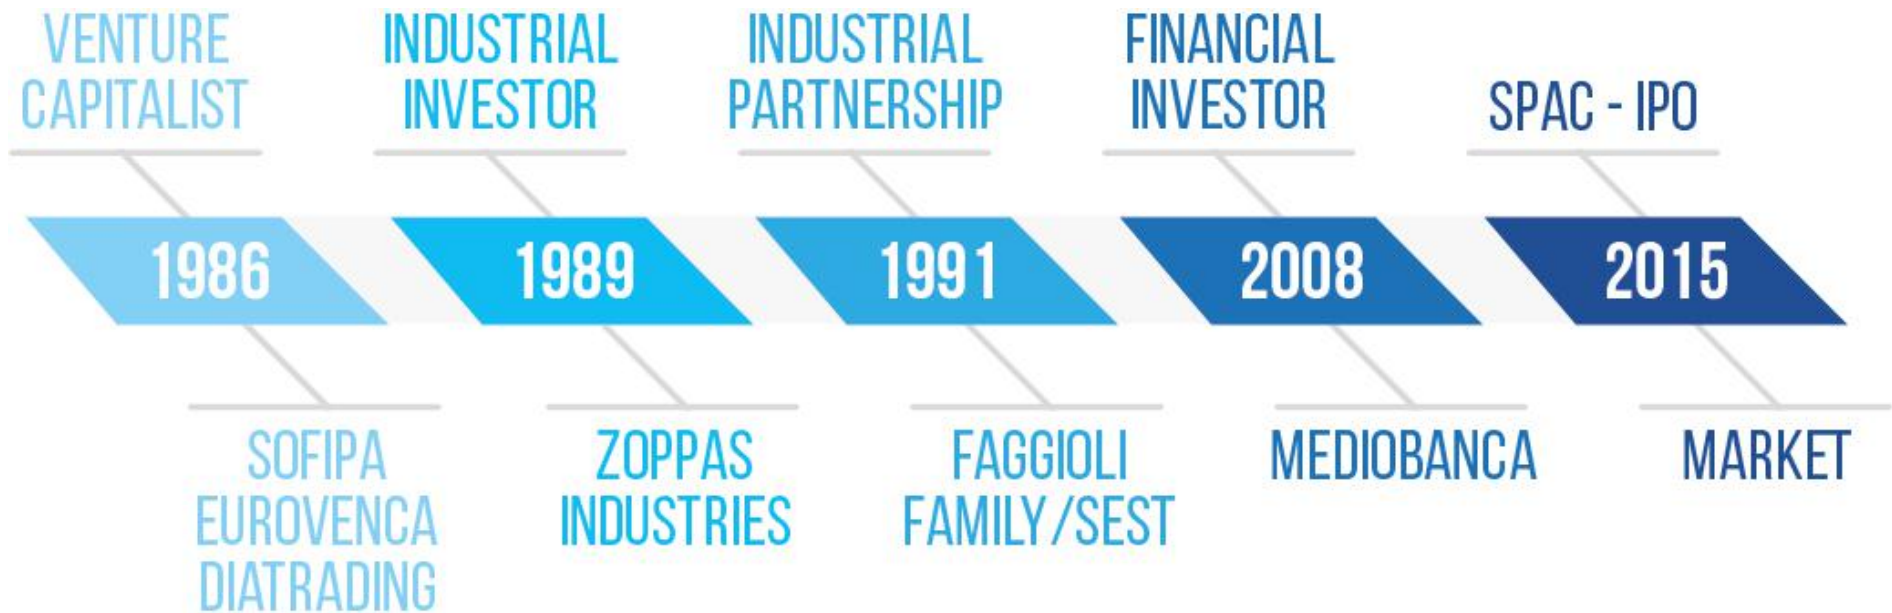 VENTURE
CAPITALIST
INDUSTRIAL
INVESTOR
INDUSTRIAL
PARTNERSHIP
FINANCIAL
INVESTOR
SPAC - IPO
1986
1989
1991
2008
2015
SOFIPA
EUROVENCA
DIATRADING
ZOPPAS
INDUSTRIES
FAGGIOLI
FAMILY/SEST
MEDIOBANCA
MARKET